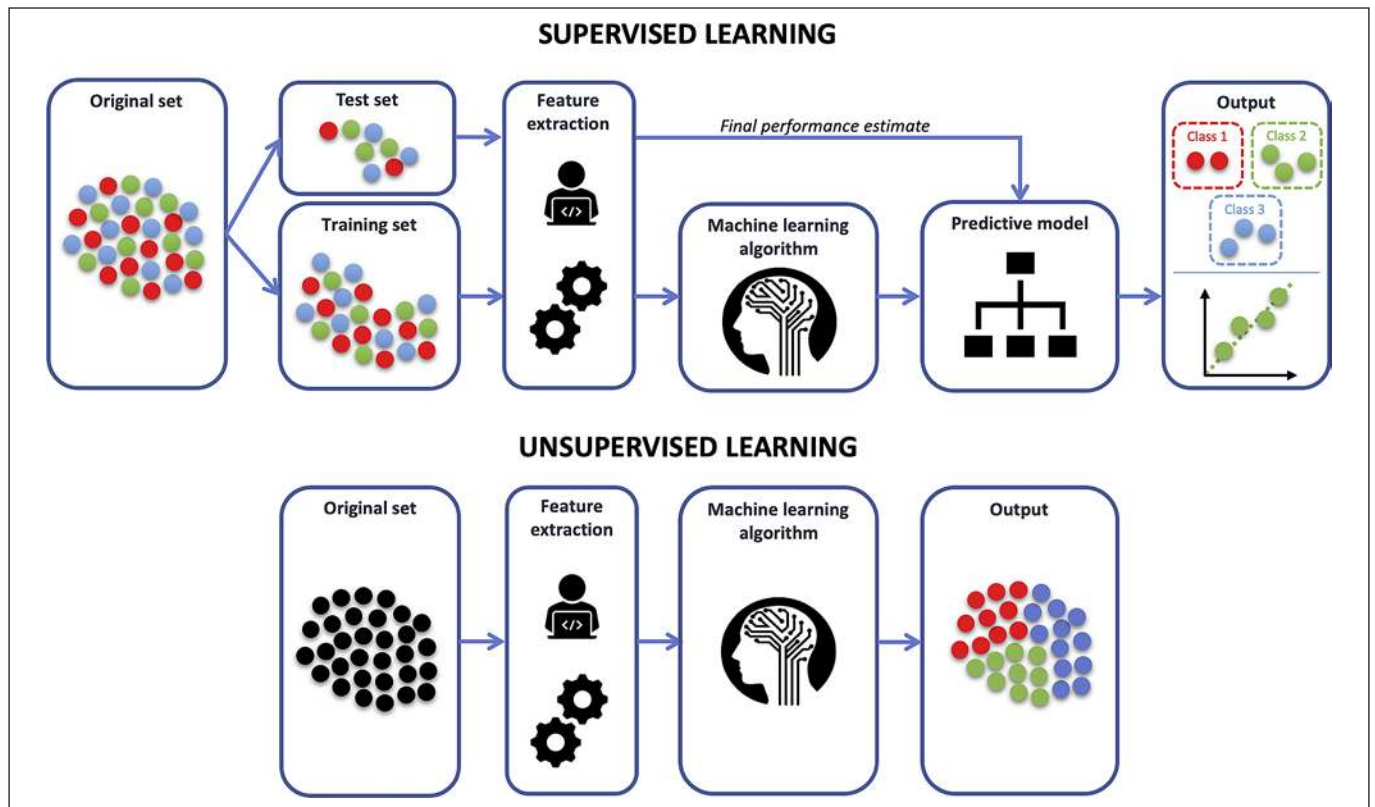 SUPERVISED LEARNING
Original set
Test set
Training set
Feature
extraction
</>
Final performance estimate
Machine learning
algorithm
Predictive model
Output
Class 1
Class 2
Class 3
UNSUPERVISED LEARNING
Original set
Feature
extraction
</>
Machine learning
algorithm
Output